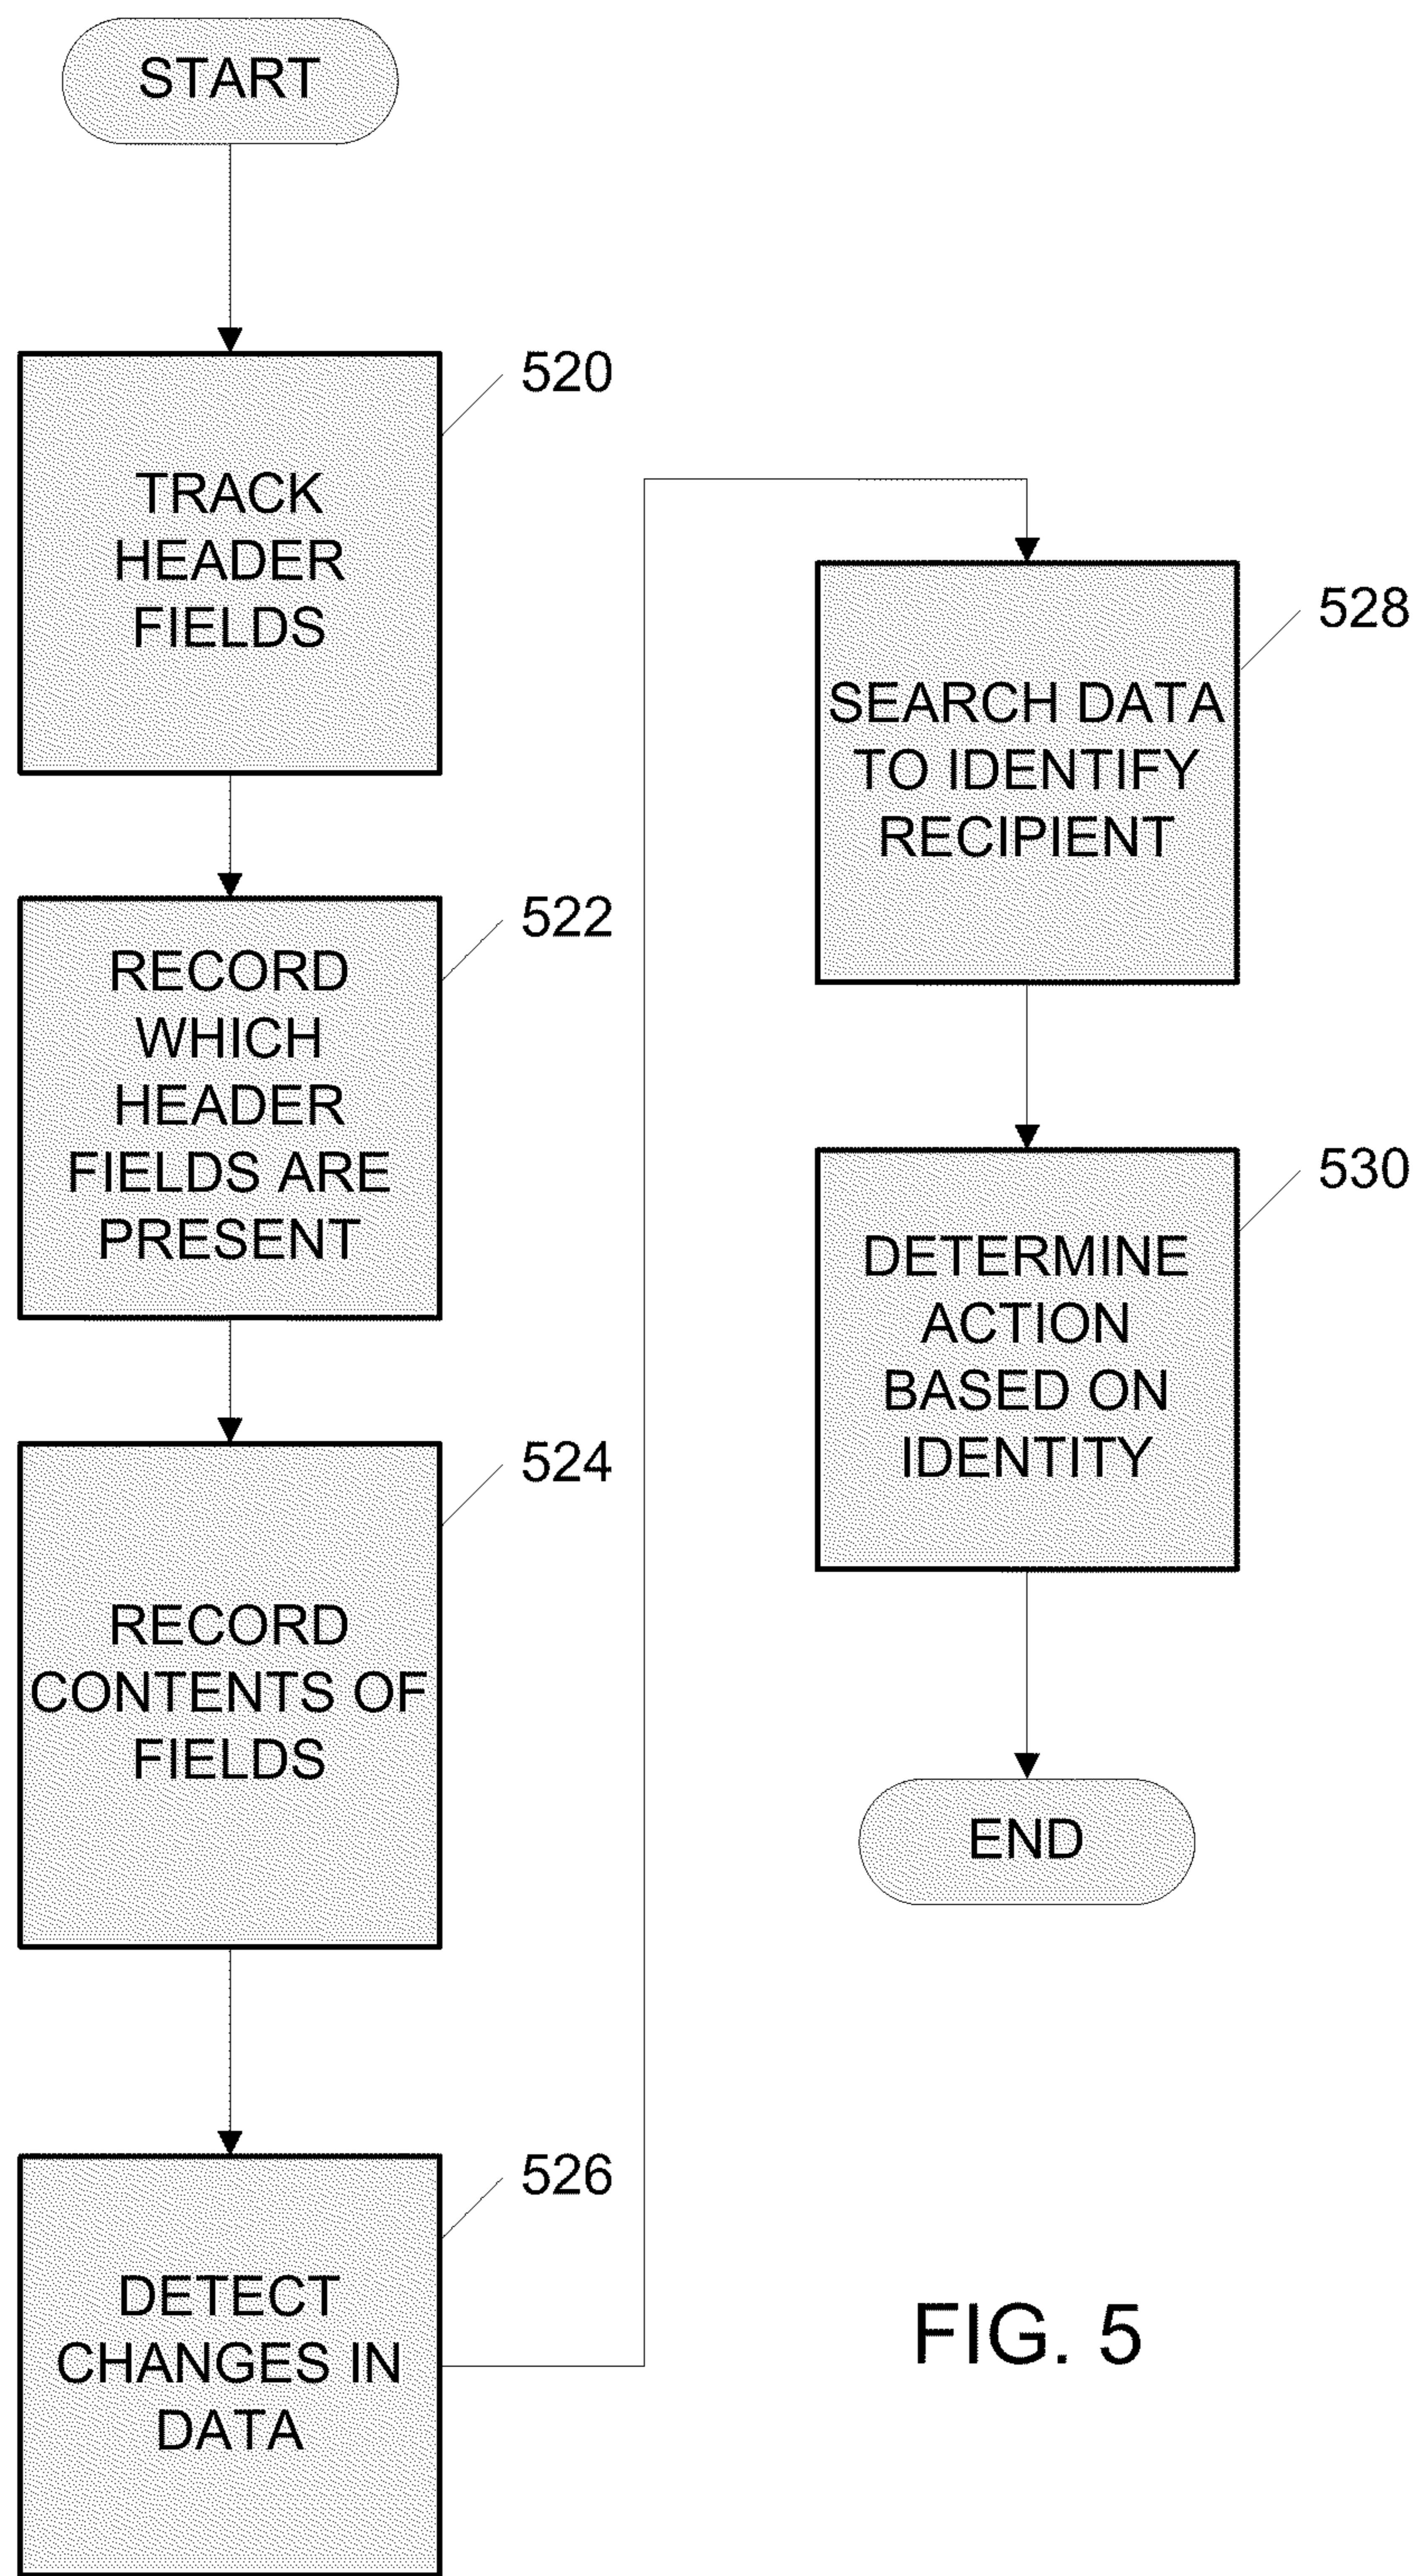 START
520
TRACK
HEADER
FIELDS
522
RECORD
WHICH
HEADER
FIELDS ARE
PRESENT
524
RECORD
CONTENTS OF
FIELDS
526
DETECT
CHANGES IN
DATA
528
SEARCH DATA
TO IDENTIFY
RECIPIENT
530
DETERMINE
ACTION
BASED ON
IDENTITY
END
FIG. 5